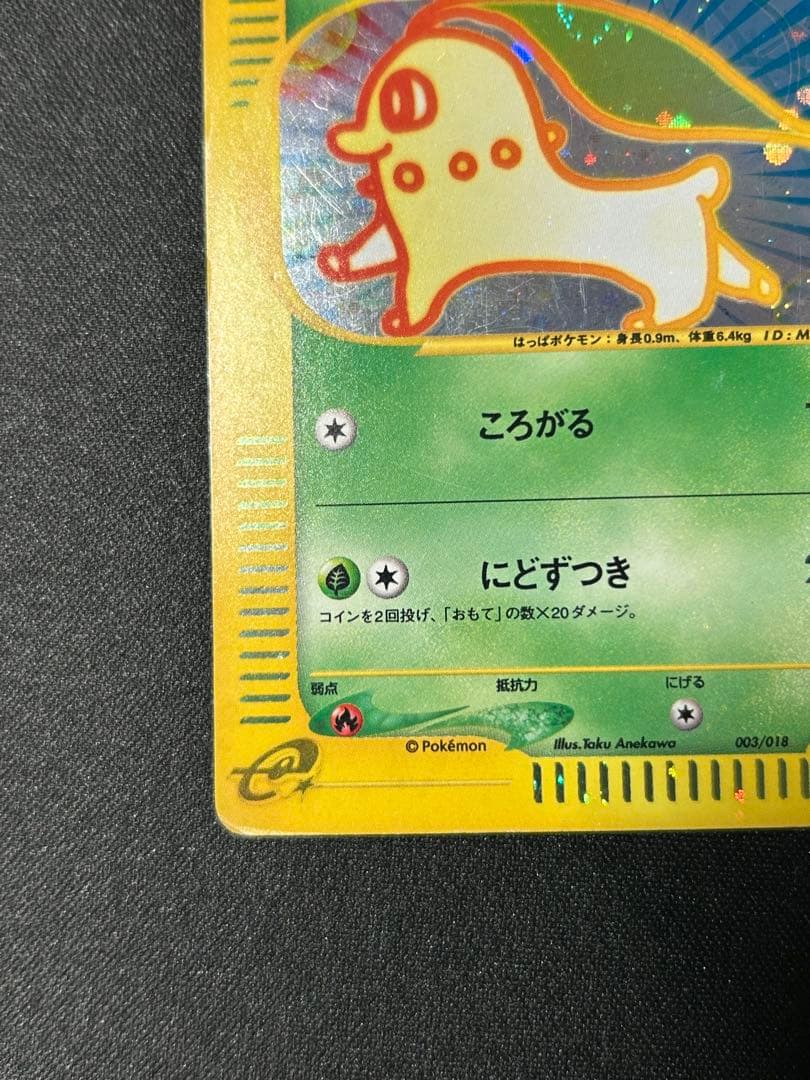 はっぱポケモン：身長0.9m、体重6.4kg ID:M
ころがる
にどずつき
コインを2回投げ、「おもて」の数×20ダメージ。
弱点 抵抗力 にげる
© Pokémon Illus.Taku Anekawa 003/018
e